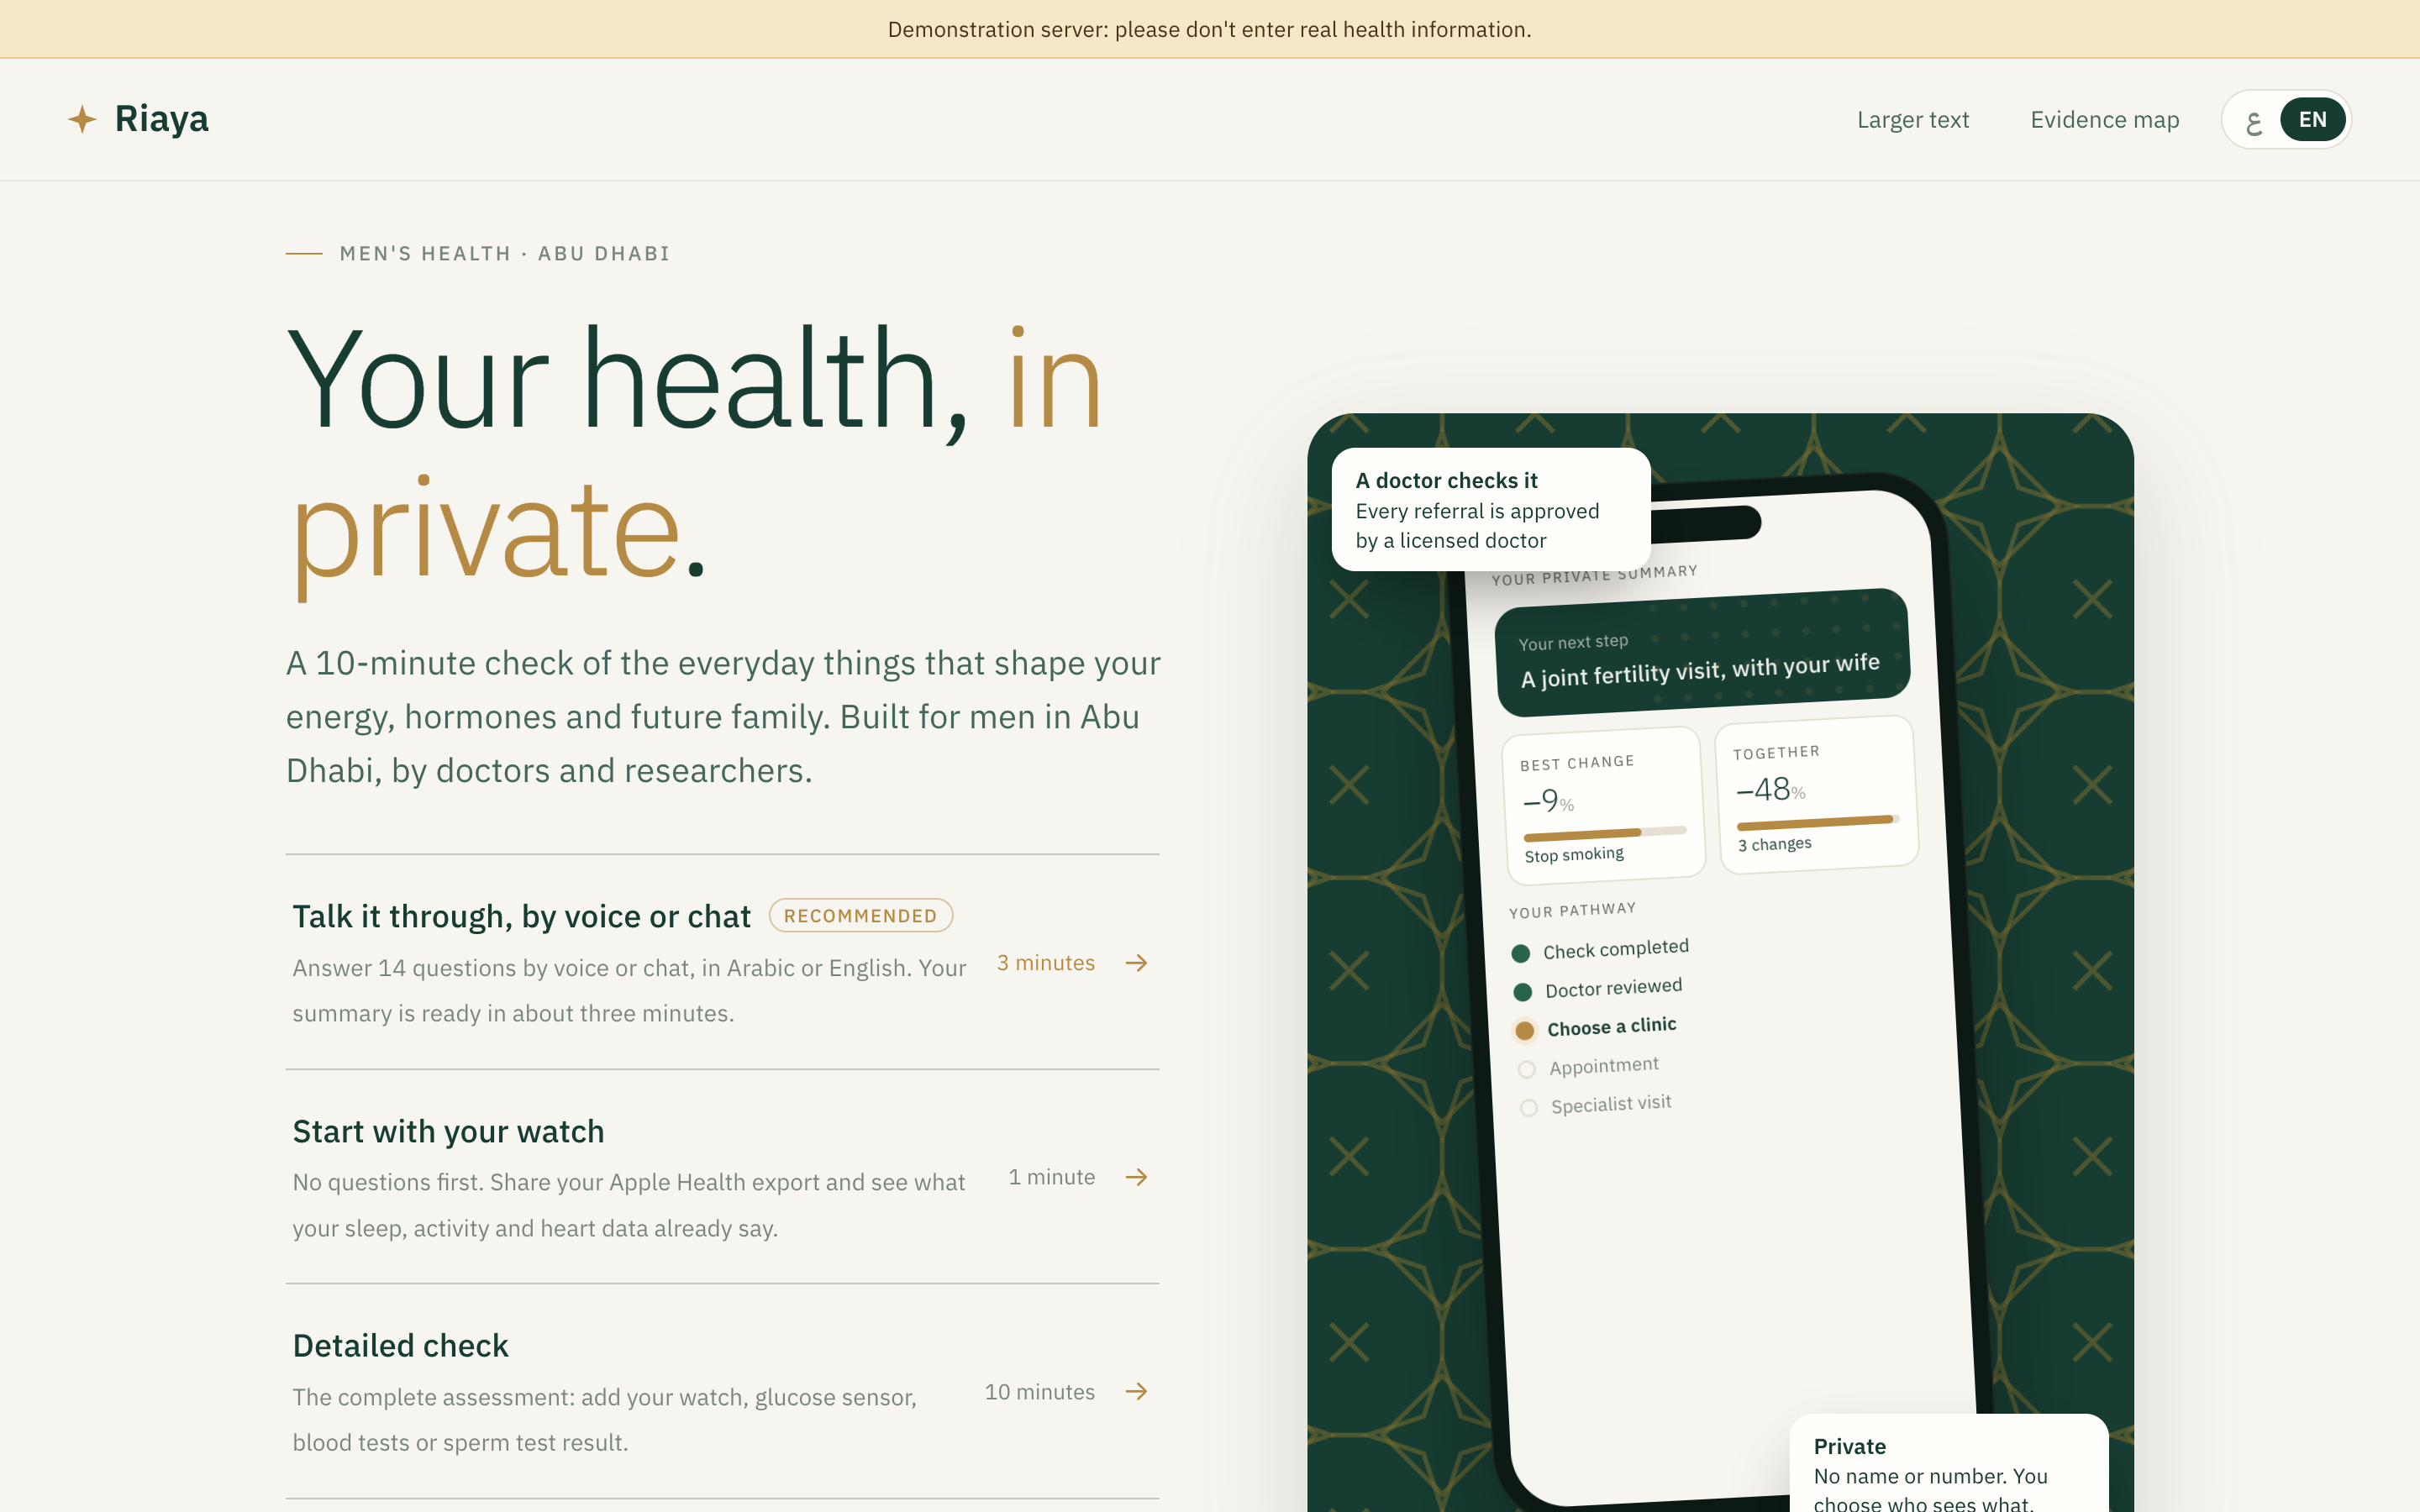 Demonstration server: please don't enter real health information.
Riaya
Larger text
Evidence map
ع
EN
MEN'S HEALTH · ABU DHABI
Your health, in
private.
A 10-minute check of the everyday things that shape your
energy, hormones and future family. Built for men in Abu
Dhabi, by doctors and researchers.
Talk it through, by voice or chat
RECOMMENDED
Answer 14 questions by voice or chat, in Arabic or English. Your
summary is ready in about three minutes.
3 minutes
Start with your watch
No questions first. Share your Apple Health export and see what
your sleep, activity and heart data already say.
1 minute
Detailed check
The complete assessment: add your watch, glucose sensor,
blood tests or sperm test result.
10 minutes
A doctor checks it
Every referral is approved
by a licensed doctor
YOUR PRIVATE SUMMARY
Your next step
A joint fertility visit, with your wife
BEST CHANGE
–9%
Stop smoking
TOGETHER
–48%
3 changes
YOUR PATHWAY
Check completed
Doctor reviewed
Choose a clinic
Appointment
Specialist visit
Private
No name or number. You
choose who sees what.